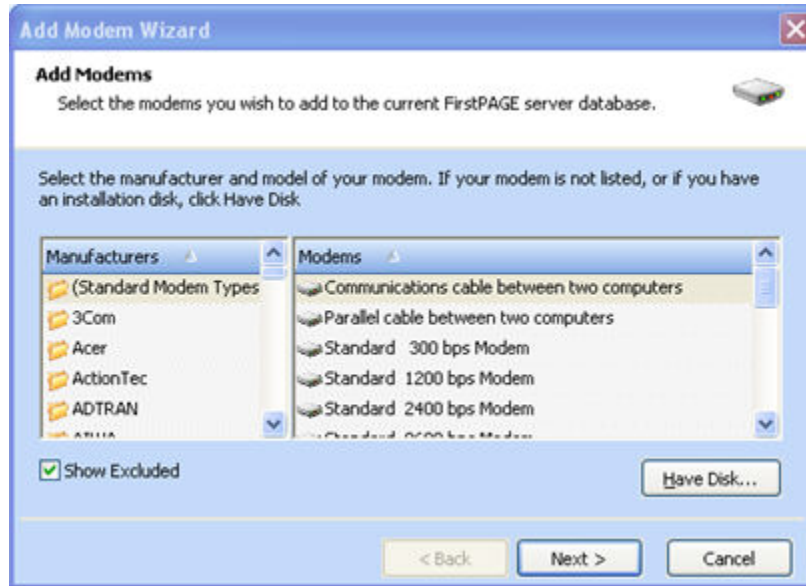 Add Modem Wizard
Add Modems
Select the modems you wish to add to the current FirstPAGE server database.
Select the manufacturer and model of your modem. If your modem is not listed, or if you have
an installation disk, click Have Disk
Manufacturers
(Standard Modem Types
3Com
Acer
ActionTec
ADTRAN
Modems
Communications cable between two computers
Parallel cable between two computers
Standard 300 bps Modem
Standard 1200 bps Modem
Standard 2400 bps Modem
Show Excluded
Have Disk...
< Back
Next >
Cancel